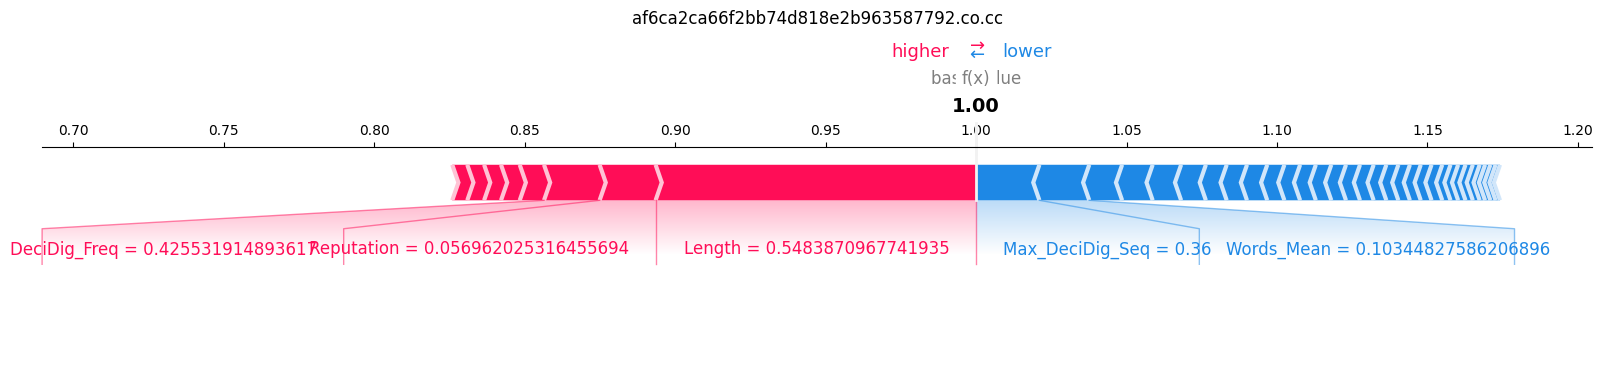 af6ca2ca66f2bb74d818e2b963587792.co.cc
higher ⇄ lower
f(x) lue
1.00
0.70 0.75 0.80 0.85 0.90 0.95 1.00 1.05 1.10 1.15 1.20
DeciDig_Freq = 0.425531914893617 Reputation = 0.056962025316455694 Length = 0.5483870967741935 Max_DeciDig_Seq = 0.36 Words_Mean = 0.10344827586206896